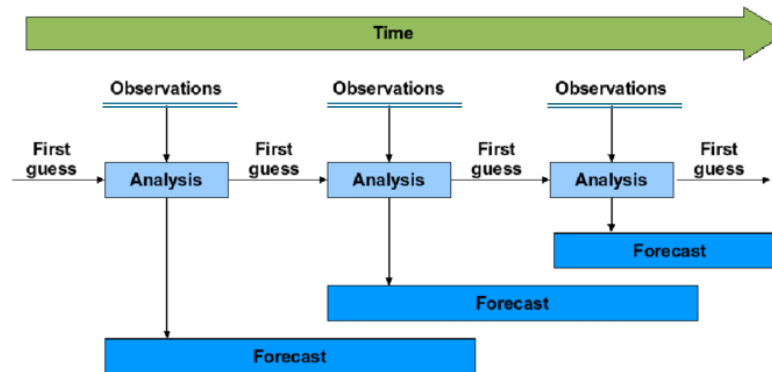 Time
Observations
Observations
Observations
First
guess
Analysis
First
guess
Analysis
First
guess
Analysis
First
guess
Forecast
Forecast
Forecast